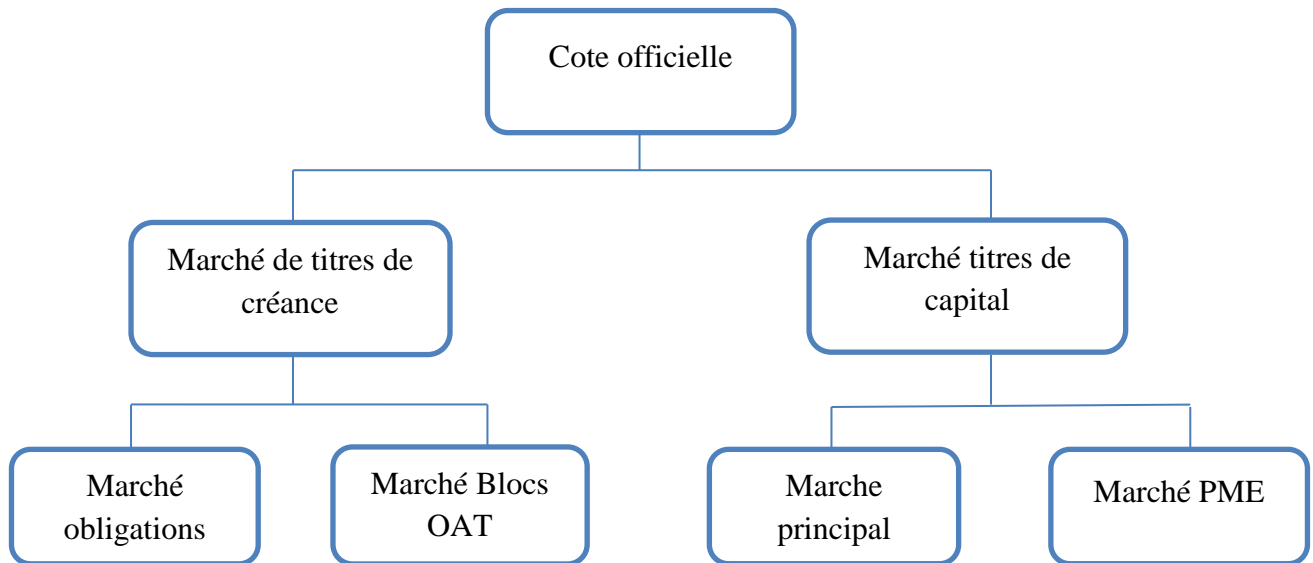 Cote officielle
Marché de titres de
créance
Marché titres de
capital
Marché
obligations
Marché Blocs
OAT
Marche
principal
Marché PME